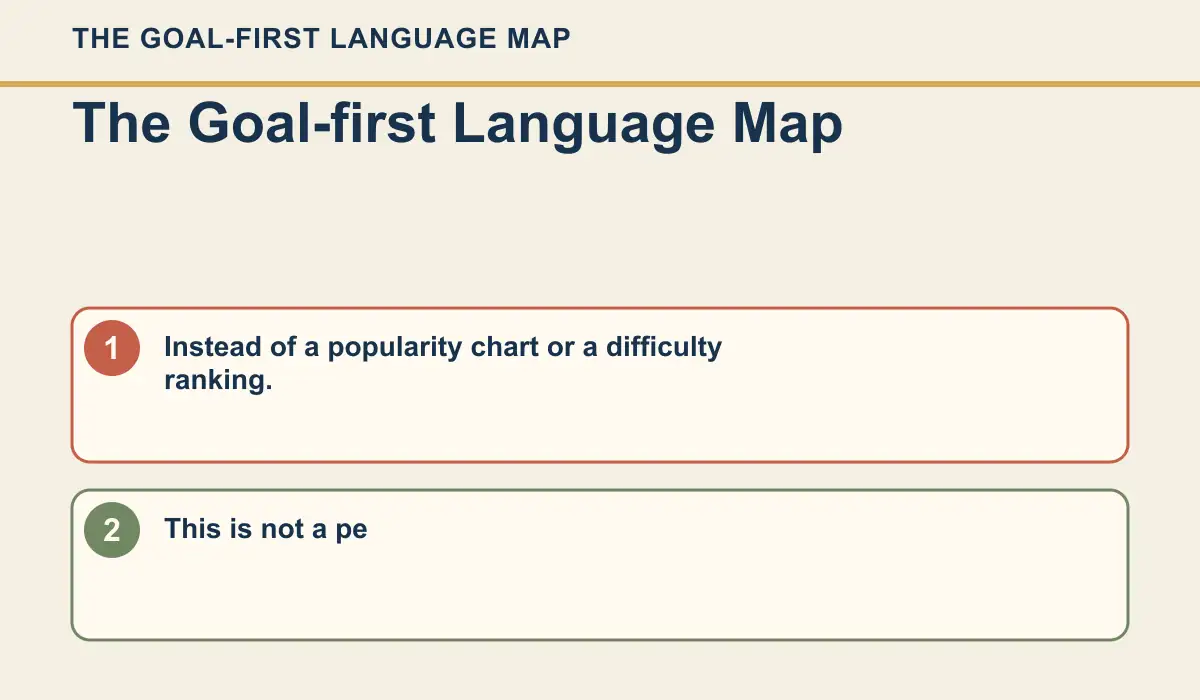 THE GOAL-FIRST LANGUAGE MAP
The Goal-first Language Map
1
Instead of a popularity chart or a difficulty
ranking.
2
This is not a pe